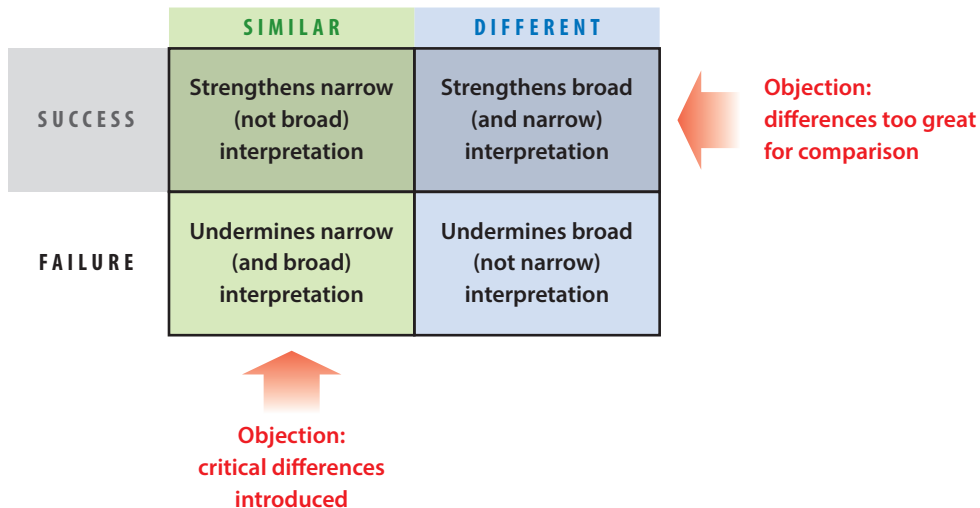 SIMILAR DIFFERENT
SUCCESS
Strengthens narrow
(not broad)
interpretation
Strengthens broad
(and narrow)
interpretation
Objection:
differences too great
for comparison
FAILURE
Undermines narrow
(and broad)
interpretation
Undermines broad
(not narrow)
interpretation
Objection:
critical differences
introduced